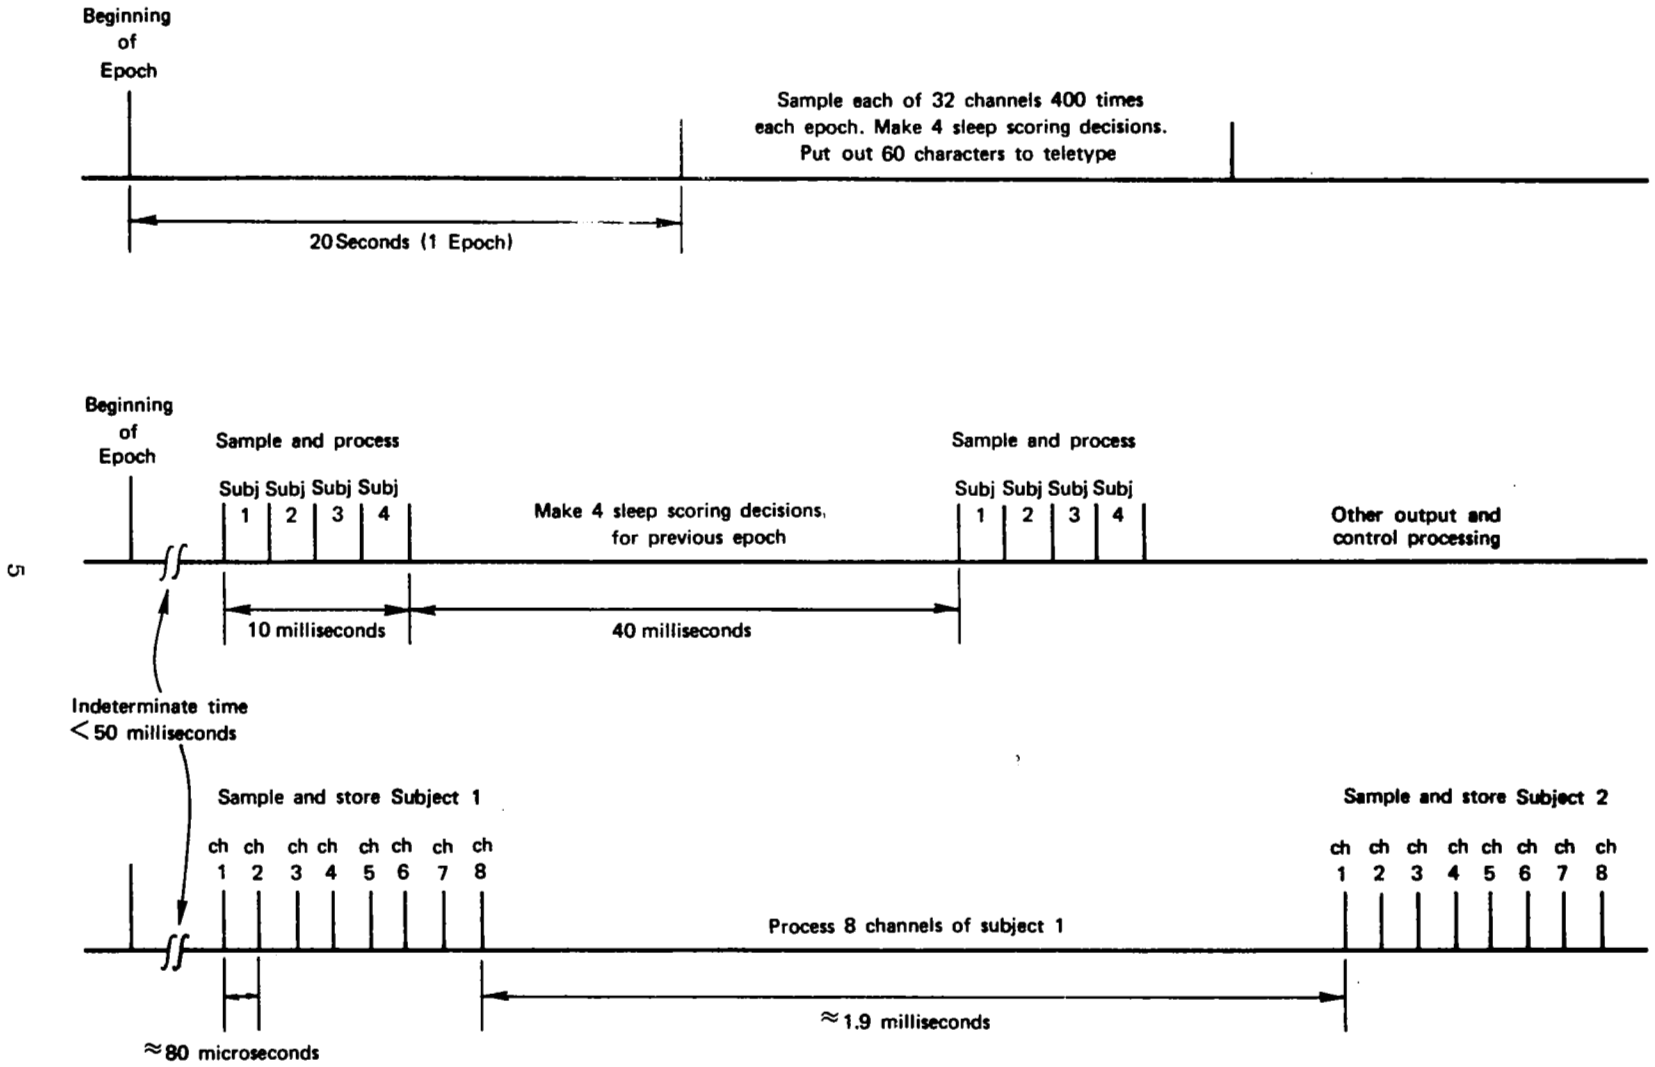 Beginning
of
Epoch
Sample each of 32 channels 400 times
each epoch. Make 4 sleep scoring decisions.
Put out 60 characters to teletype
20 Seconds (1 Epoch)
Beginning
of
Epoch
Sample and process
Subj Subj Subj Subj
1 2 3 4
Make 4 sleep scoring decisions,
for previous epoch
Sample and process
Subj Subj Subj Subj
1 2 3 4
Other output and
control processing
5
10 milliseconds
40 milliseconds
Indeterminate time
< 50 milliseconds
Sample and store Subject 1
ch ch ch ch ch ch ch ch
1 2 3 4 5 6 7 8
Process 8 channels of subject 1
Sample and store Subject 2
ch ch ch ch ch ch ch ch
1 2 3 4 5 6 7 8
≈ 80 microseconds
≈ 1.9 milliseconds